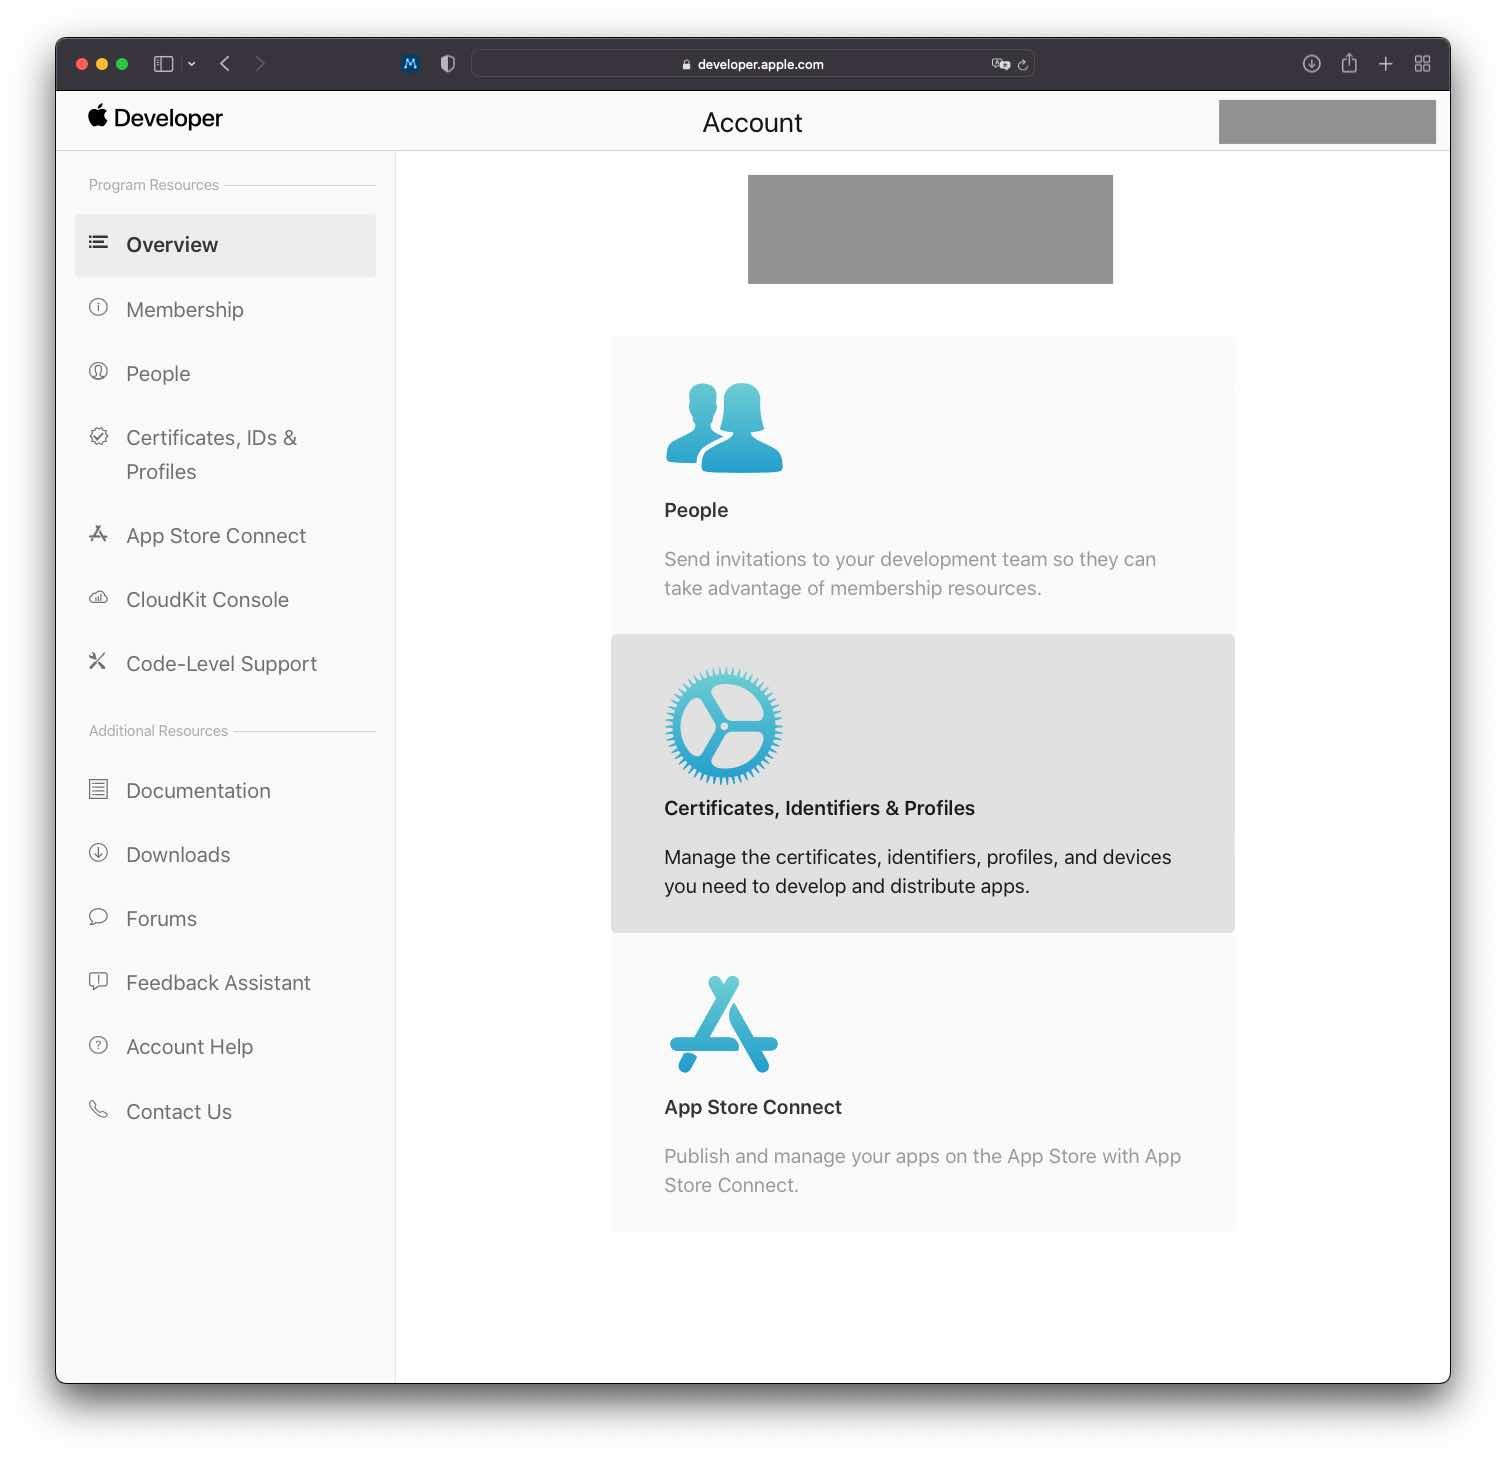 developer.apple.com
Developer
Account
Program Resources
Overview
Membership
People
Certificates, IDs &
Profiles
App Store Connect
CloudKit Console
Code-Level Support
Additional Resources
Documentation
Downloads
Forums
Feedback Assistant
Account Help
Contact Us
People
Send invitations to your development team so they can
take advantage of membership resources.
Certificates, Identifiers & Profiles
Manage the certificates, identifiers, profiles, and devices
you need to develop and distribute apps.
App Store Connect
Publish and manage your apps on the App Store with App
Store Connect.